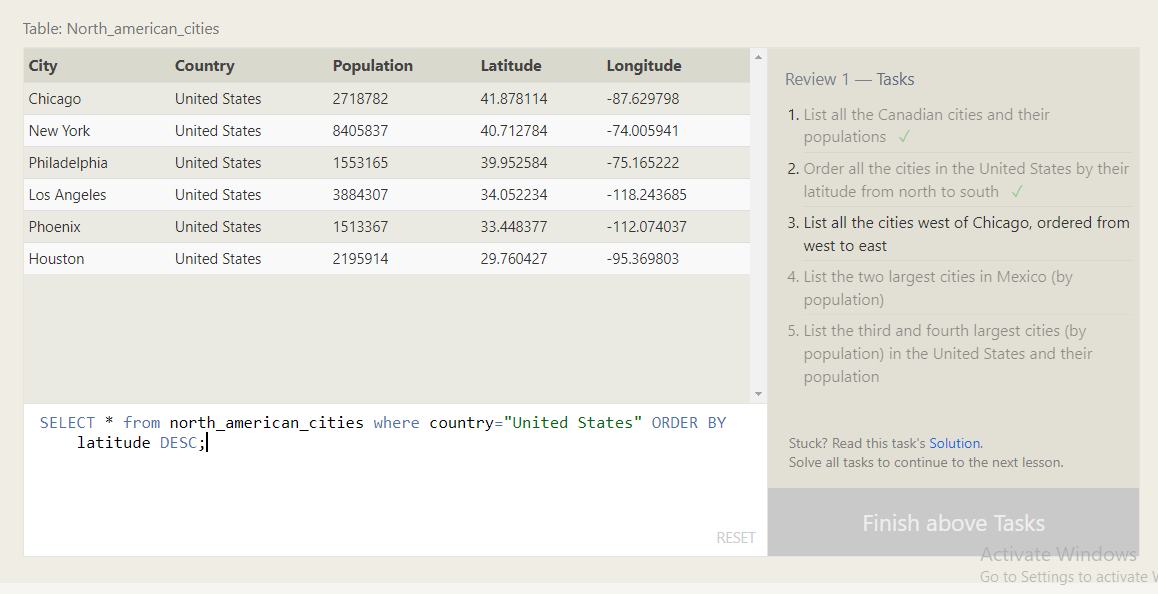 Table: North_american_cities
City Country Population Latitude Longitude
Chicago United States 2718782 41.878114 -87.629798
New York United States 8405837 40.712784 -74.005941
Philadelphia United States 1553165 39.952584 -75.165222
Los Angeles United States 3884307 34.052234 -118.243685
Phoenix United States 1513367 33.448377 -112.074037
Houston United States 2195914 29.760427 -95.369803
SELECT * from north_american_cities where country="United States" ORDER BY
latitude DESC;
RESET
Review 1 — Tasks
1. List all the Canadian cities and their
populations ✓
2. Order all the cities in the United States by their
latitude from north to south ✓
3. List all the cities west of Chicago, ordered from
west to east
4. List the two largest cities in Mexico (by
population)
5. List the third and fourth largest cities (by
population) in the United States and their
population
Stuck? Read this task's Solution.
Solve all tasks to continue to the next lesson.
Finish above Tasks
Activate Windows
Go to Settings to activate W